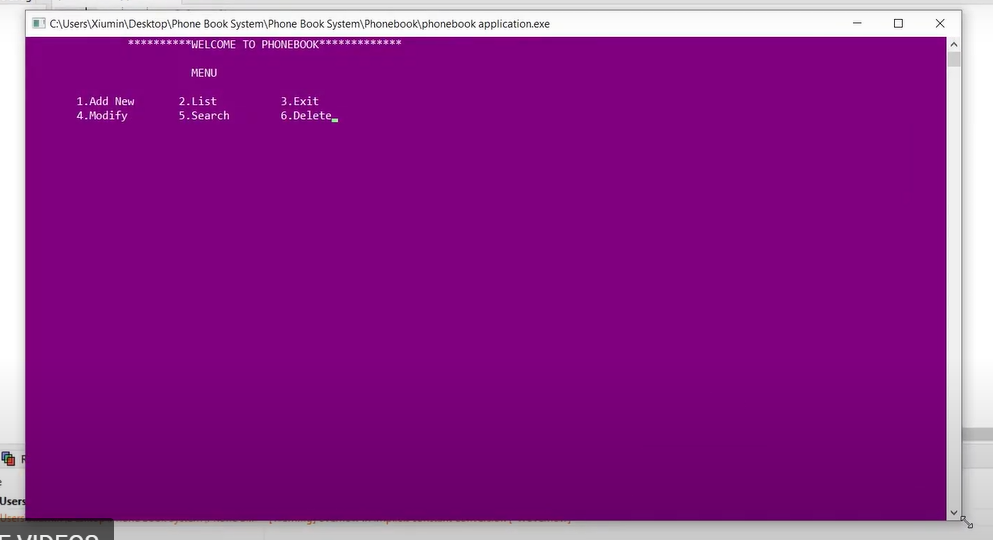 C:\Users\Xiumin\Desktop\Phone Book System\Phone Book System\Phonebook\phonebook application.exe
**********WELCOME TO PHONEBOOK*************
MENU
1.Add New 2.List 3.Exit
4.Modify 5.Search 6.Delete
Users
E VIDEOS